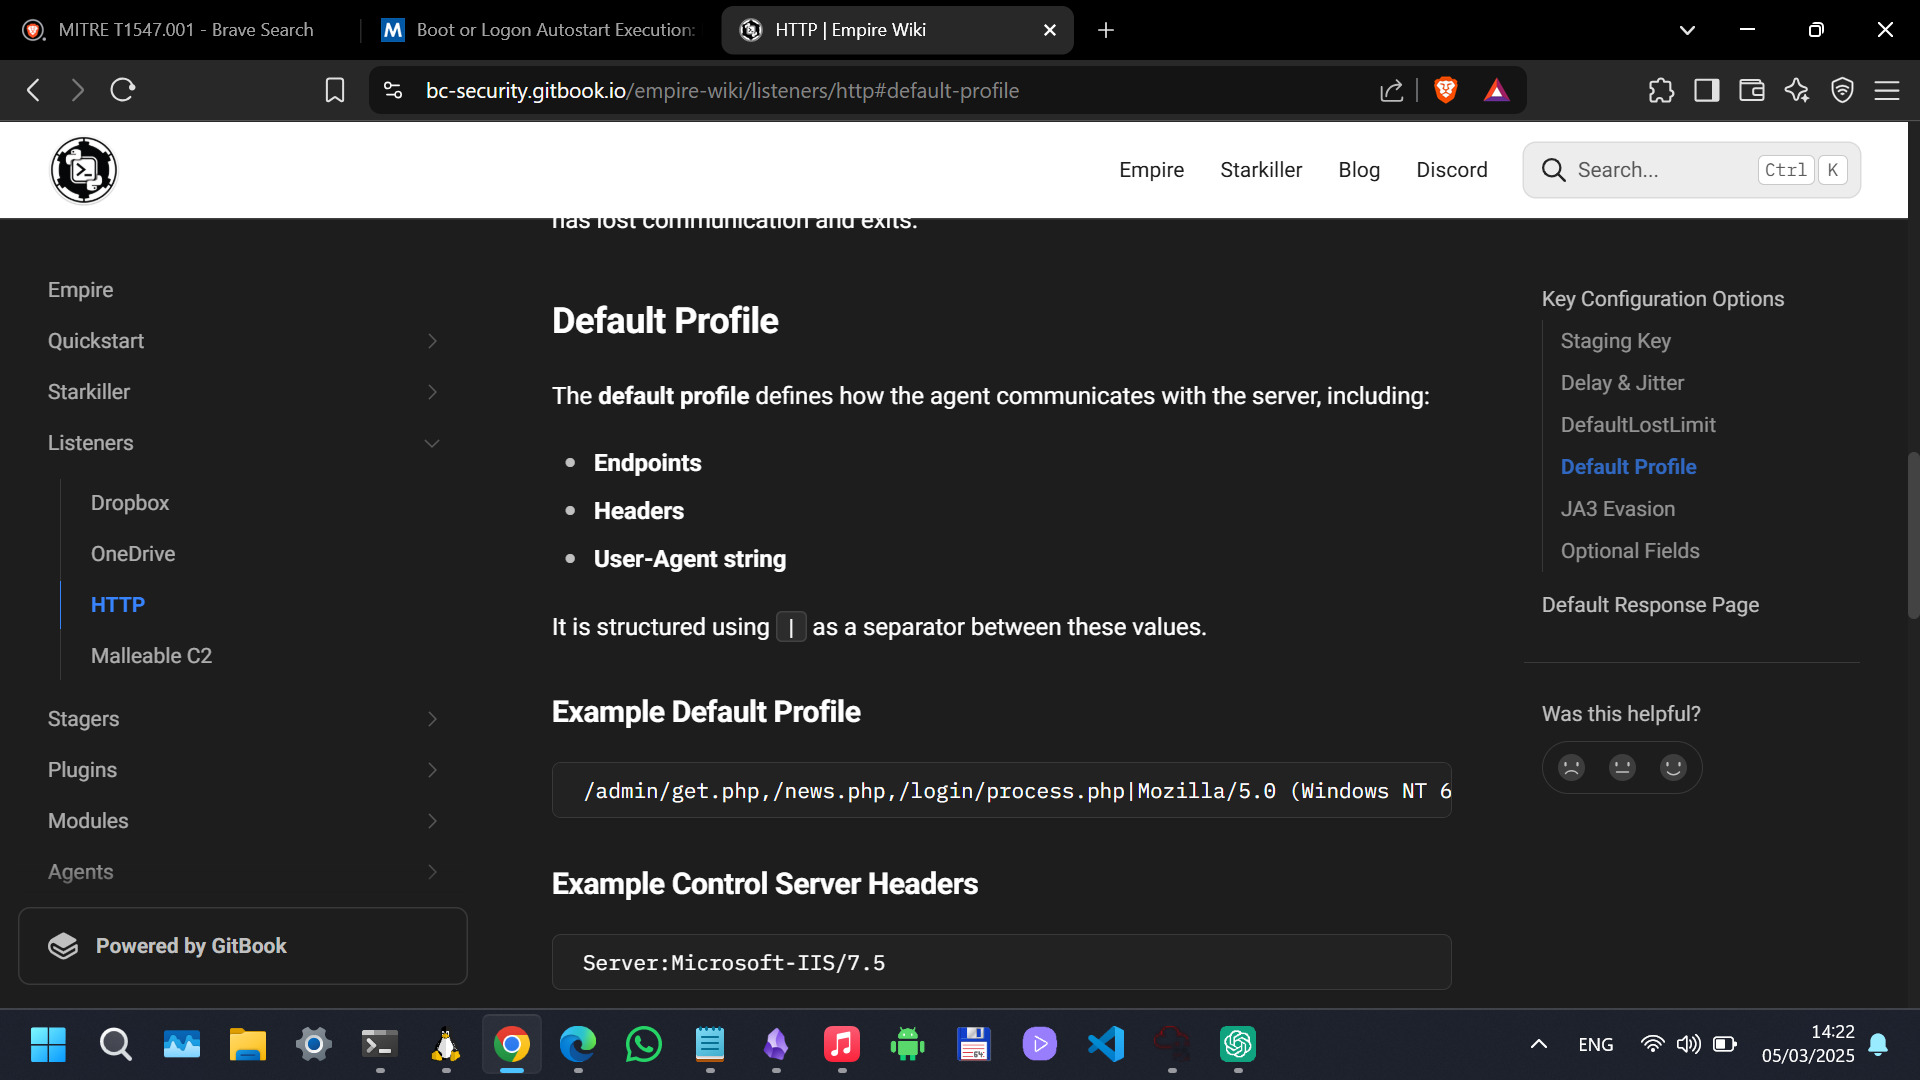 MITRE T1547.001 - Brave Search
Boot or Logon Autostart Execution:
HTTP | Empire Wiki
bc-security.gitbook.io/empire-wiki/listeners/http#default-profile
Empire
Starkiller
Blog
Discord
Search...
Ctrl
K
has lost communication and exits.
Empire
Quickstart
Starkiller
Listeners
Dropbox
OneDrive
HTTP
Malleable C2
Stagers
Plugins
Modules
Agents
Powered by GitBook
Default Profile
The default profile defines how the agent communicates with the server, including:
Endpoints
Headers
User-Agent string
It is structured using | as a separator between these values.
Example Default Profile
/admin/get.php,/news.php,/login/process.php|Mozilla/5.0 (Windows NT 6
Example Control Server Headers
Server:Microsoft-IIS/7.5
Key Configuration Options
Staging Key
Delay & Jitter
DefaultLostLimit
Default Profile
JA3 Evasion
Optional Fields
Default Response Page
Was this helpful?
64
ENG
14:22
05/03/2025